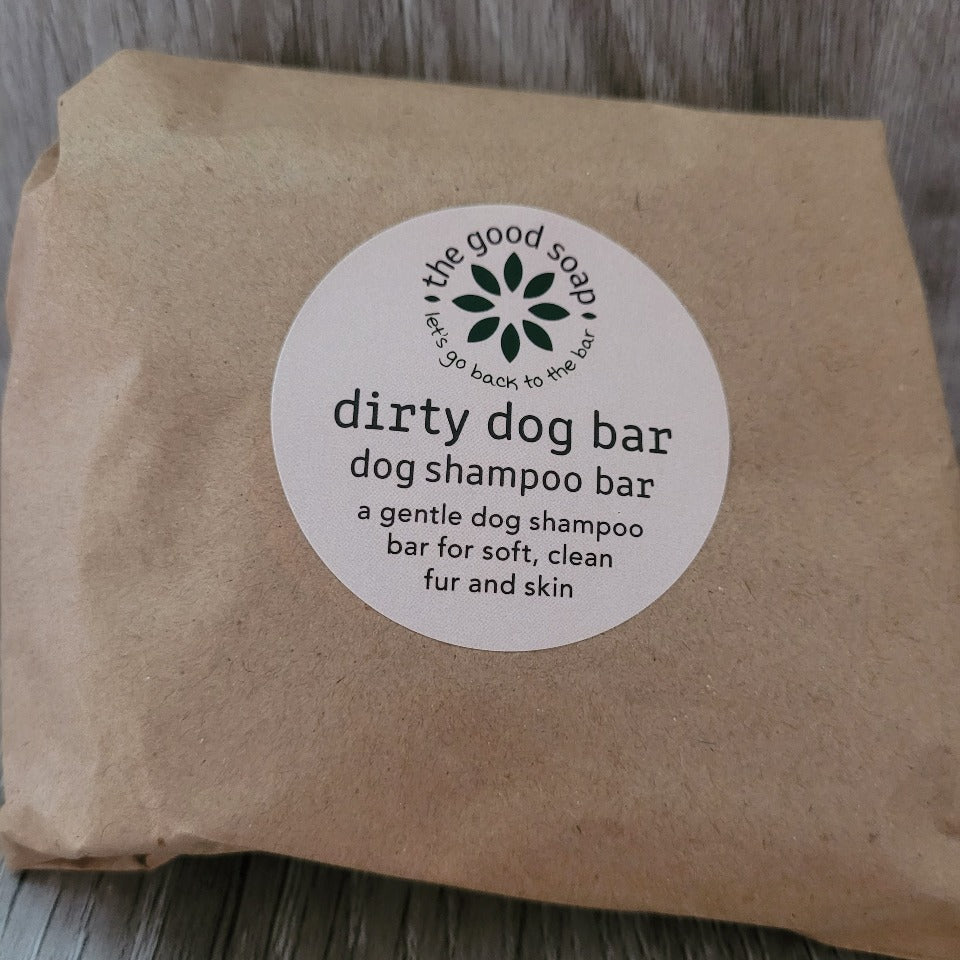 the good soap
let's go back to the bar
dirty dog bar
dog shampoo bar
a gentle dog shampoo
bar for soft, clean
fur and skin